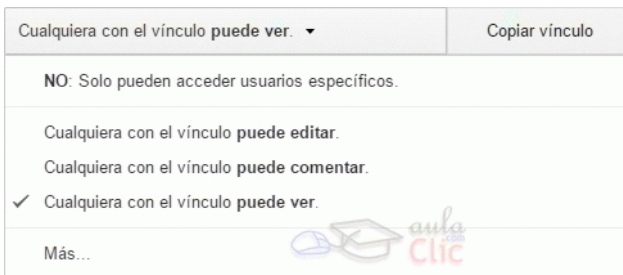 Cualquiera con el vínculo puede ver. Copiar vínculo
NO: Solo pueden acceder usuarios específicos.
Cualquiera con el vínculo puede editar.
Cualquiera con el vínculo puede comentar.
Cualquiera con el vínculo puede ver.
Más...
aula
.com
Clic